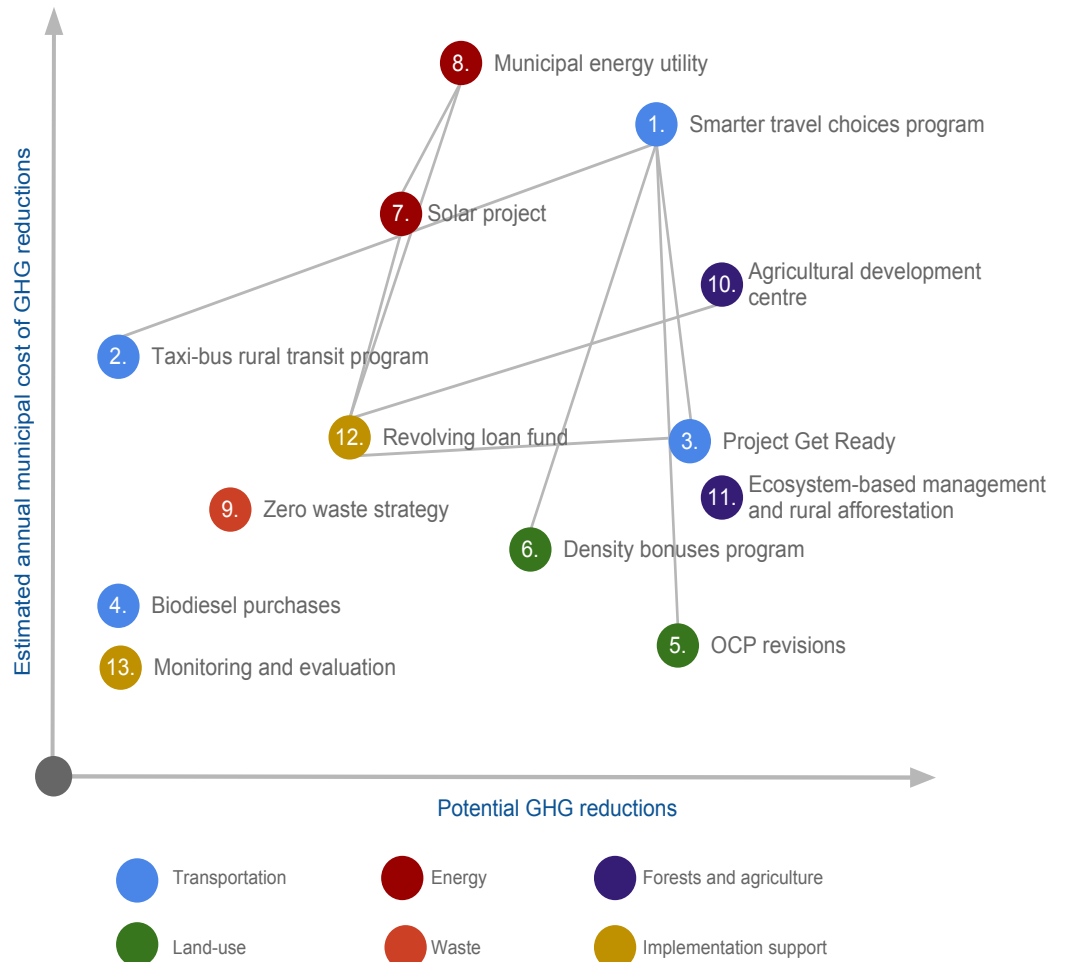 8. Municipal energy utility
1. Smarter travel choices program
7. Solar project
10. Agricultural development
centre
2. Taxi-bus rural transit program
12. Revolving loan fund
3. Project Get Ready
11. Ecosystem-based management
and rural afforestation
9. Zero waste strategy
6. Density bonuses program
4. Biodiesel purchases
5. OCP revisions
13. Monitoring and evaluation
Estimated annual municipal cost of GHG reductions
Potential GHG reductions
Transportation
Energy
Forests and agriculture
Land-use
Waste
Implementation support